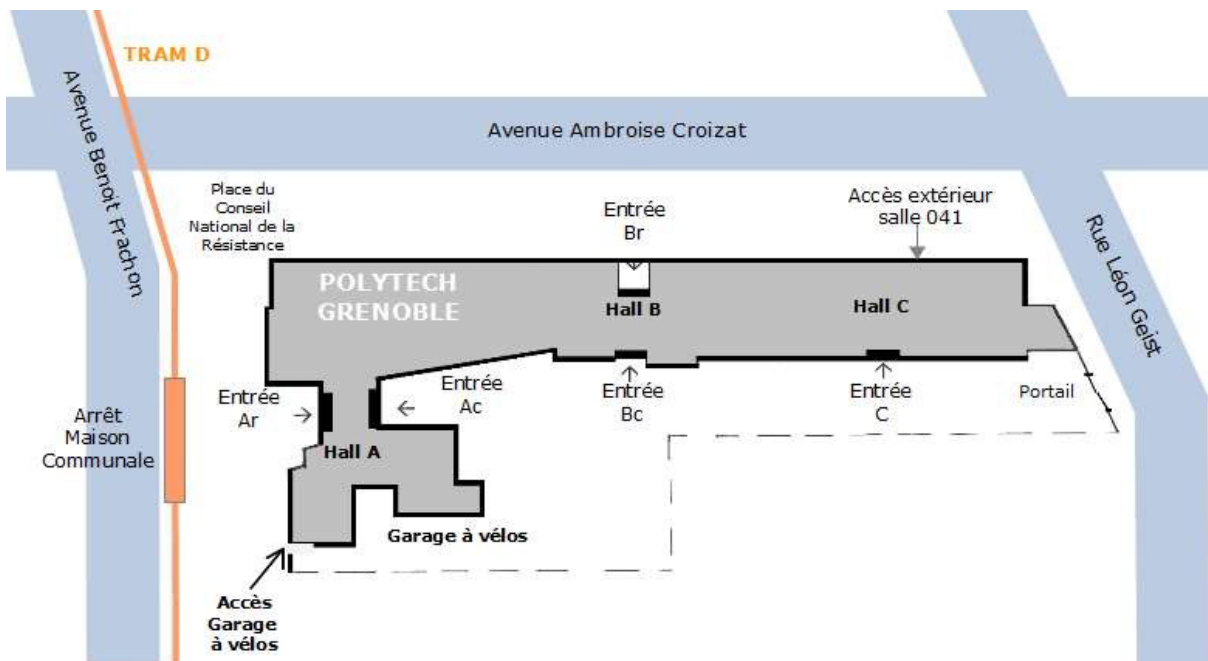 TRAM D
Avenue Benoit Frachon
Avenue Ambroise Croizat
Place du
Conseil
National de la
Résistance
Entrée
Br
Accès extérieur
salle 041
Rue Léon Geist
POLYTECH
GRENOBLE
Hall B
Hall C
Entrée
Ar
Entrée
Ac
Entrée
Bc
Entrée
C
Portail
Arrêt
Maison
Communale
Hall A
Garage à vélos
Accès
Garage
à vélos